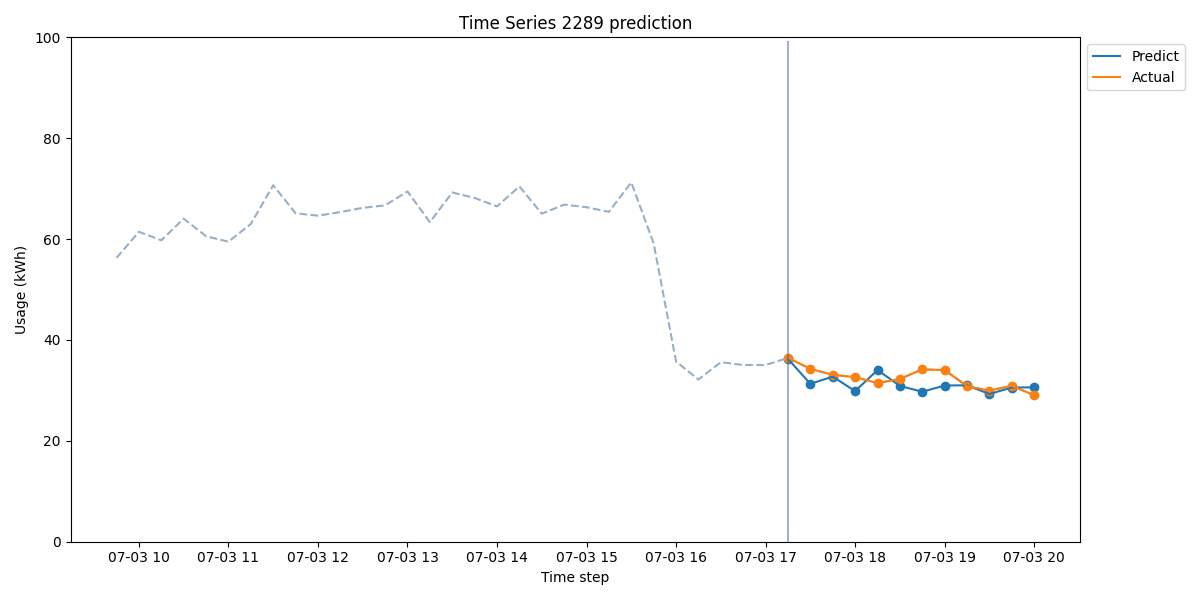 Time Series 2289 prediction
100
80
60
40
20
0
Usage (kWh)
07-03 10 07-03 11 07-03 12 07-03 13 07-03 14 07-03 15 07-03 16 07-03 17 07-03 18 07-03 19 07-03 20
Time step
Predict
Actual